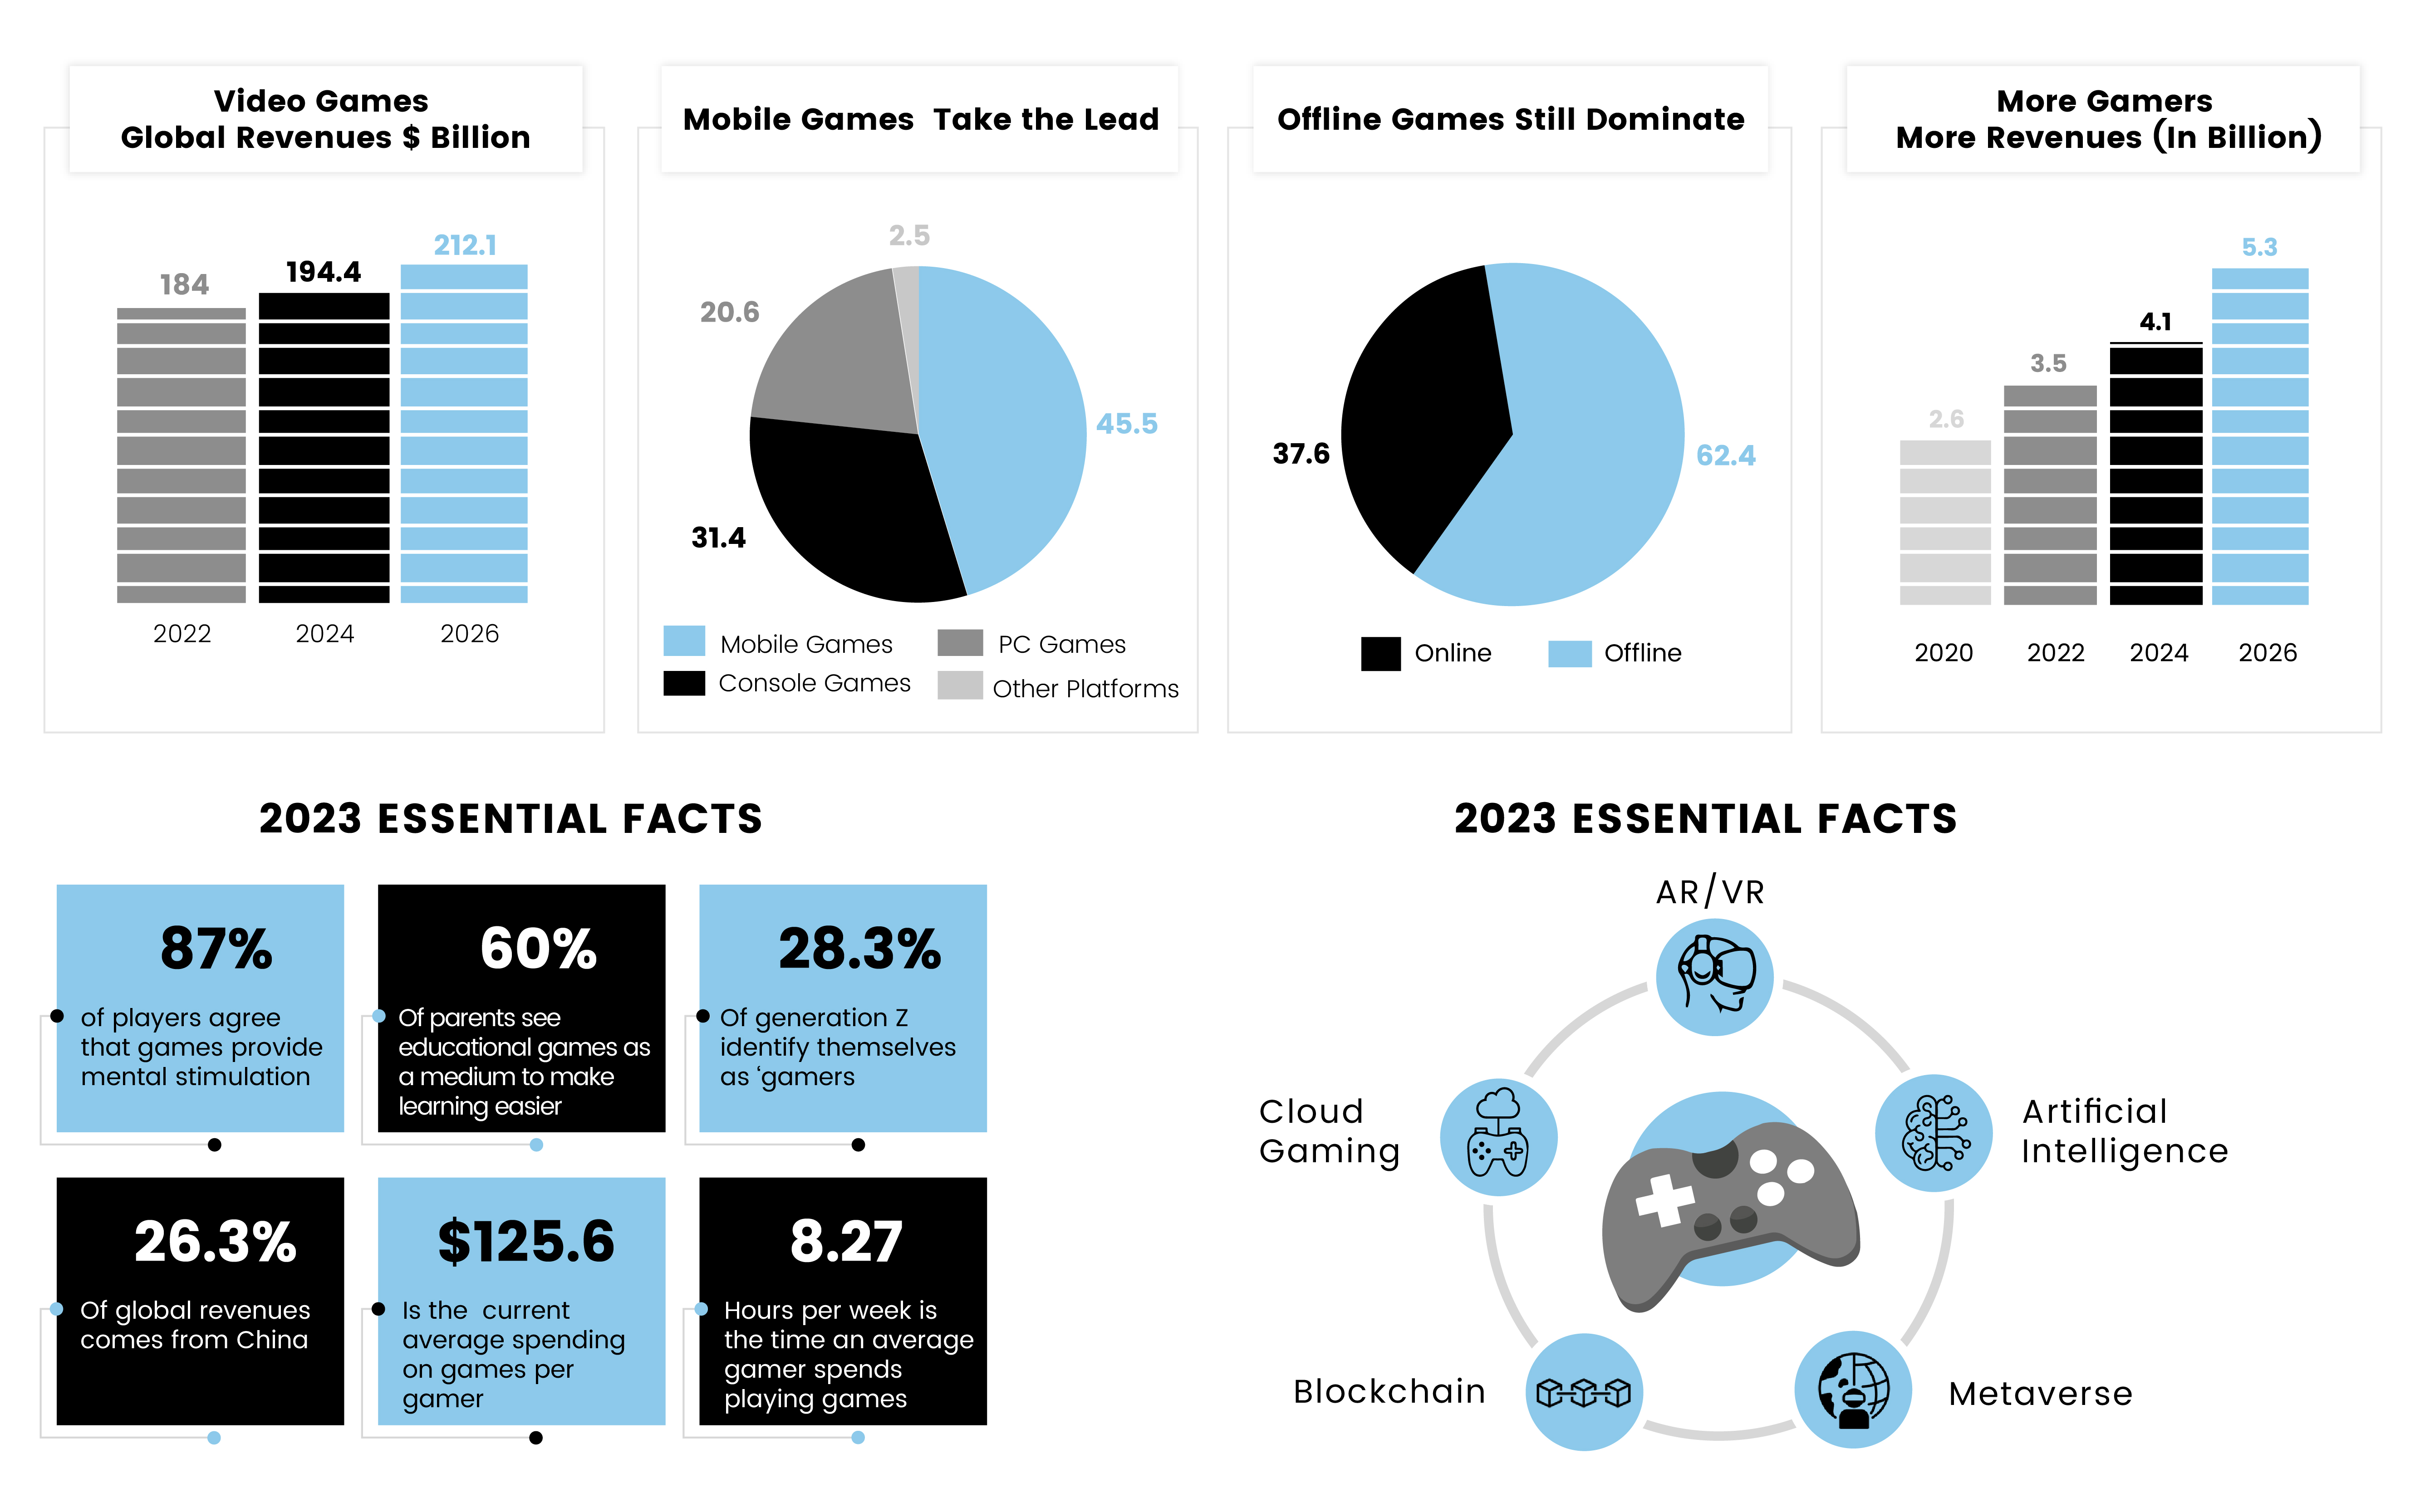 Video Games
Global Revenues $ Billion
184
194.4
212.1
2022
2024
2026
Mobile Games  Take the Lead
2.5
20.6
45.5
31.4
Mobile Games
PC Games
Console Games
Other Platforms
Offline Games Still Dominate
37.6
62.4
Online
Offline
More Gamers
More Revenues (In Billion)
2.6
3.5
4.1
5.3
2020
2022
2024
2026
2023 ESSENTIAL FACTS
87%
of players agree
that games provide
mental stimulation
60%
Of parents see
educational games as
a medium to make
learning easier
28.3%
Of generation Z
identify themselves
as ‘gamers
26.3%
Of global revenues
comes from China
$125.6
Is the  current
average spending
on games per
gamer
8.27
Hours per week is
the time an average
gamer spends
playing games
2023 ESSENTIAL FACTS
AR/VR
Cloud
Gaming
Artificial
Intelligence
Blockchain
Metaverse